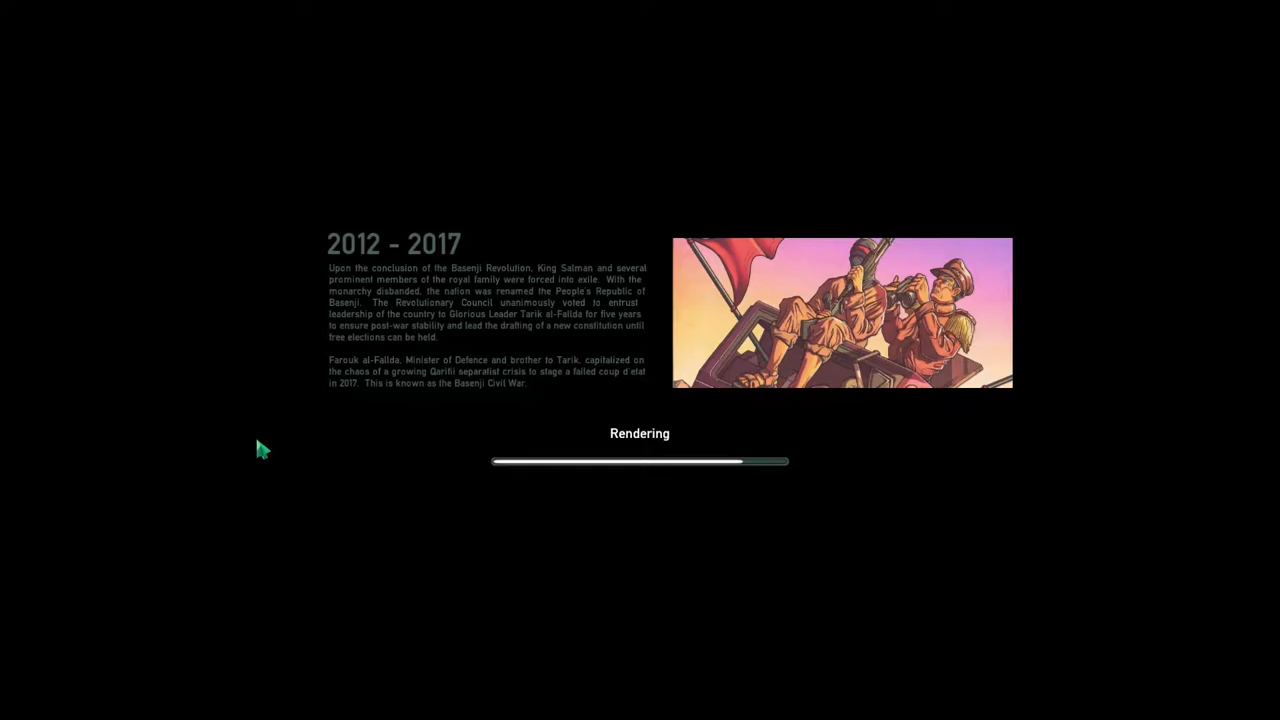 2012 - 2017
Upon the conclusion of the Basenji Revolution, King Salman and several
prominent members of the royal family were forced into exile. With the
monarchy disbanded, the nation was renamed the People's Republic of
Basenji. The Revolutionary Council unanimously voted to entrust
leadership of the country to Glorious Leader Tarik al-Fallda for five years
to ensure post-war stability and lead the drafting of a new constitution until
free elections can be held.
Farouk al-Fallda, Minister of Defence and brother to Tarik, capitalized on
the chaos of a growing Qarifii separatist crisis to stage a failed coup d'etat
in 2017. This is known as the Basenji Civil War.
Rendering